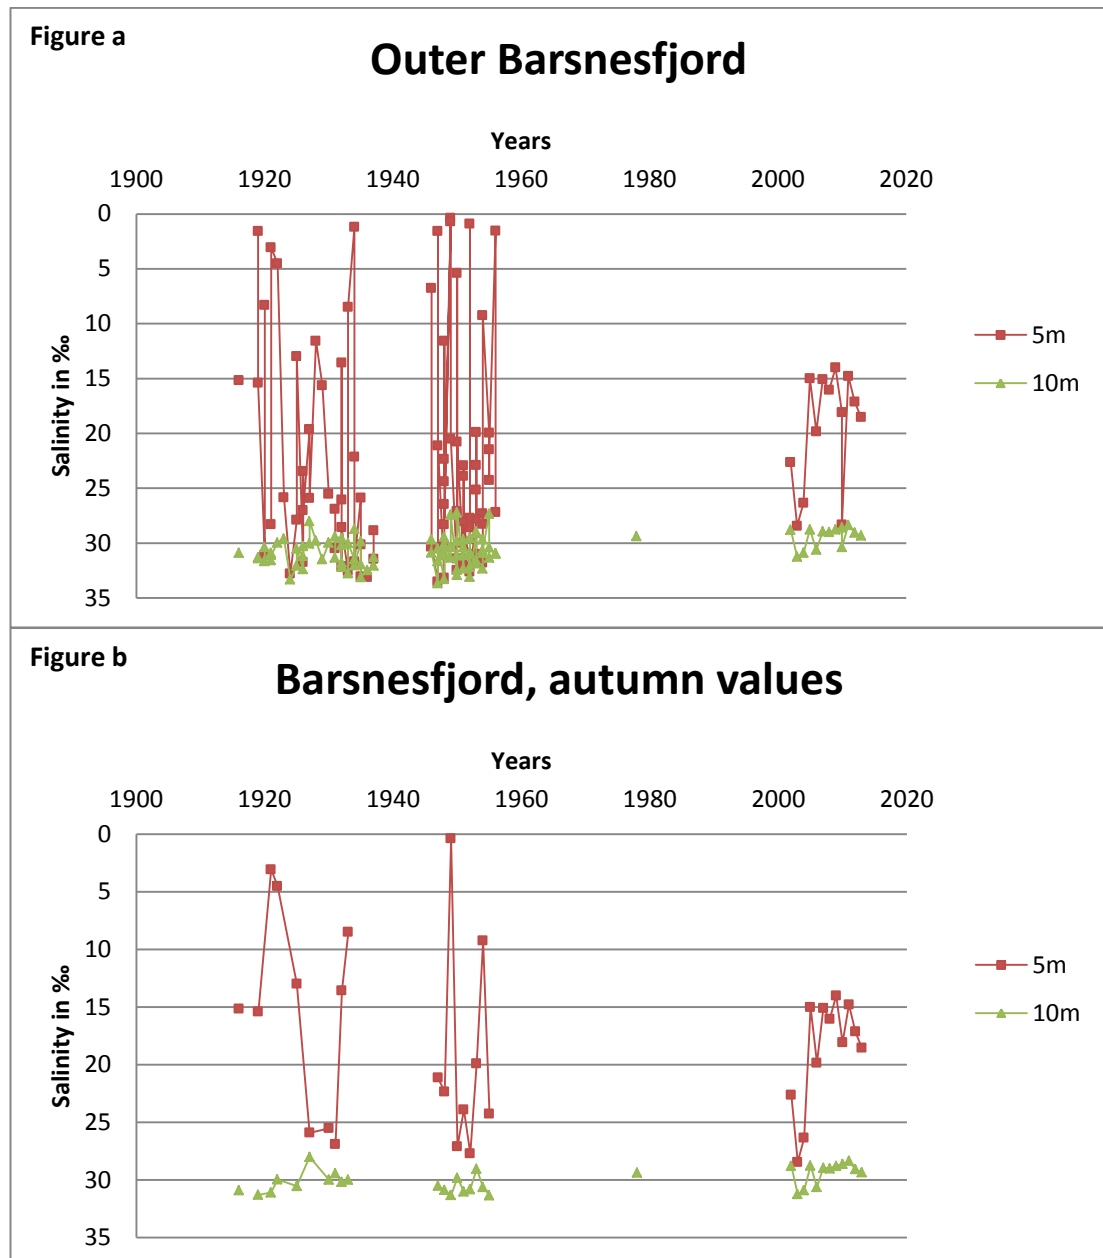 Figure a
Outer Barsnesfjord
Years
1900 1920 1940 1960 1980 2000 2020
0
5
10
15
20
25
30
35
Salinity in ‰
5m
10m
Figure b
Barsnesfjord, autumn values
Years
1900 1920 1940 1960 1980 2000 2020
0
5
10
15
20
25
30
35
Salinity in ‰
5m
10m